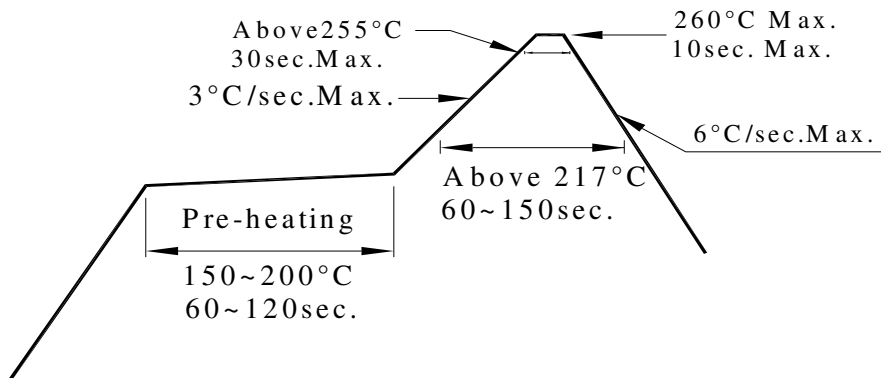 Above255°C
30sec.Max.
260°C Max.
10sec. Max.
3°C/sec.Max.
6°C/sec.Max.
Above 217°C
60~150sec.
Pre-heating
150~200°C
60~120sec.